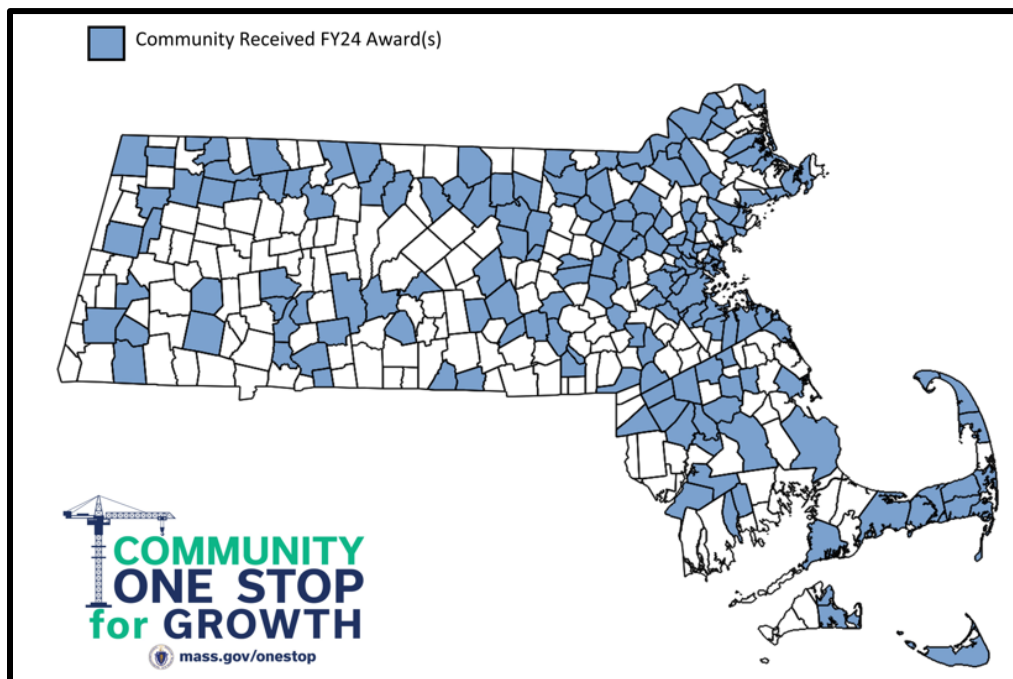 Community Received FY24 Award(s)
COMMUNITY
ONE STOP
for GROWTH
mass.gov/onestop